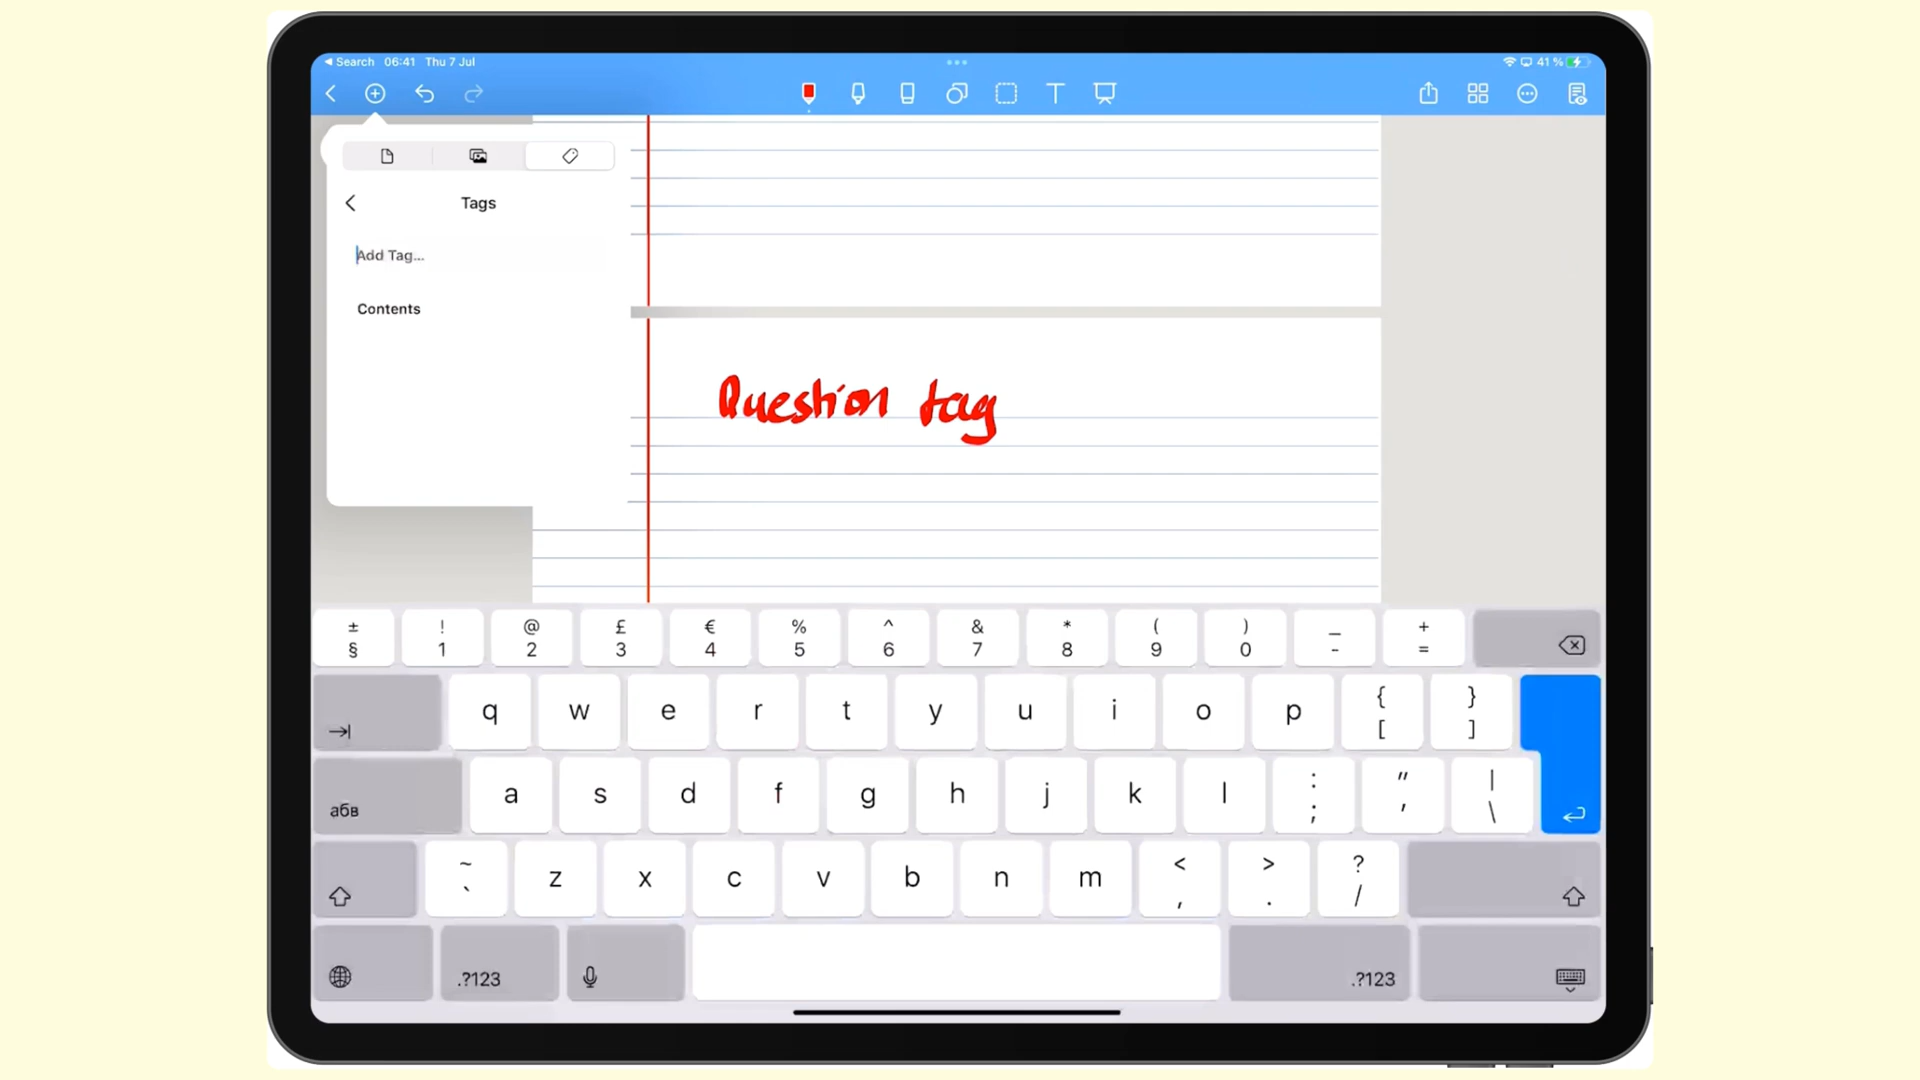 Search 06:41 Thu 7 Jul
41 %
Tags
Add Tag...
Contents
Question tag
± ! @ £ € % ^ & * ( ) _ +
§ 1 2 3 4 5 6 7 8 9 0 - =
q w e r t y u i o p { }
[ ]
a s d f g h j k l : " |
абв ; ' \
~ z x c v b n m < > ?
` , . /
.?123 .?123